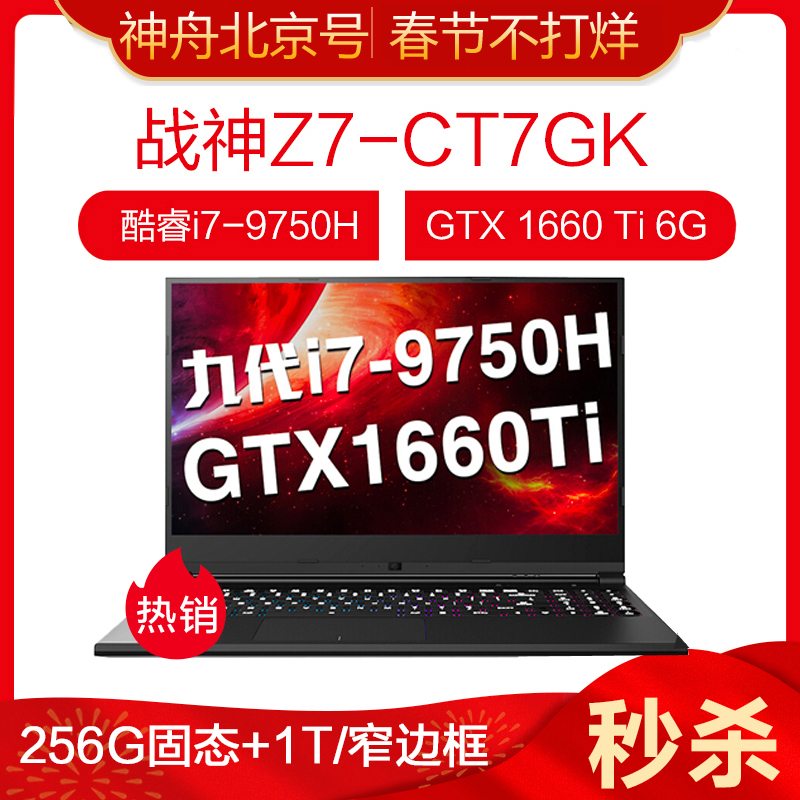 神舟北京号 春节不打烊
战神Z7-CT7GK
酷睿i7-9750H
GTX 1660 Ti 6G
九代i7-9750H
GTX1660Ti
热销
256G固态+1T/窄边框
秒杀